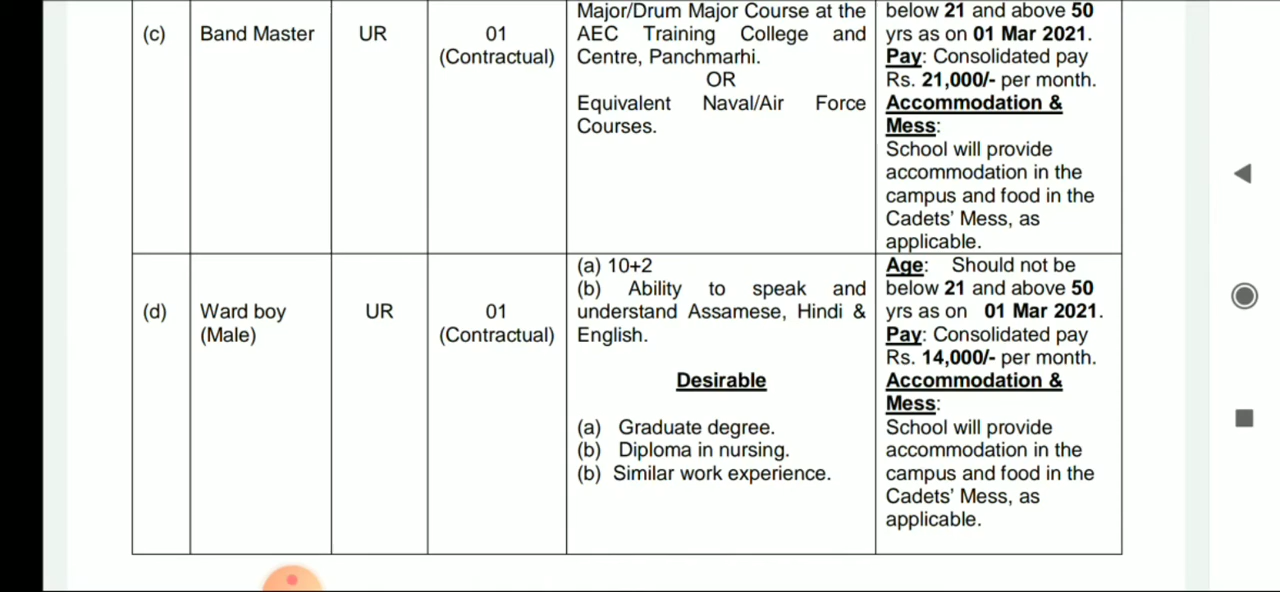 (c)
Band Master
UR
01
(Contractual)
Major/Drum Major Course at the
AEC Training College and
Centre, Panchmarhi.
OR
Equivalent Naval/Air Force
Courses.
below 21 and above 50
yrs as on 01 Mar 2021.
Pay: Consolidated pay
Rs. 21,000/- per month.
Accommodation &
Mess:
School will provide
accommodation in the
campus and food in the
Cadets' Mess, as
applicable.
(d)
Ward boy
(Male)
UR
01
(Contractual)
(a) 10+2
(b) Ability to speak and
understand Assamese, Hindi &
English.
Desirable
(a) Graduate degree.
(b) Diploma in nursing.
(b) Similar work experience.
Age: Should not be
below 21 and above 50
yrs as on 01 Mar 2021.
Pay: Consolidated pay
Rs. 14,000/- per month.
Accommodation &
Mess:
School will provide
accommodation in the
campus and food in the
Cadets' Mess, as
applicable.